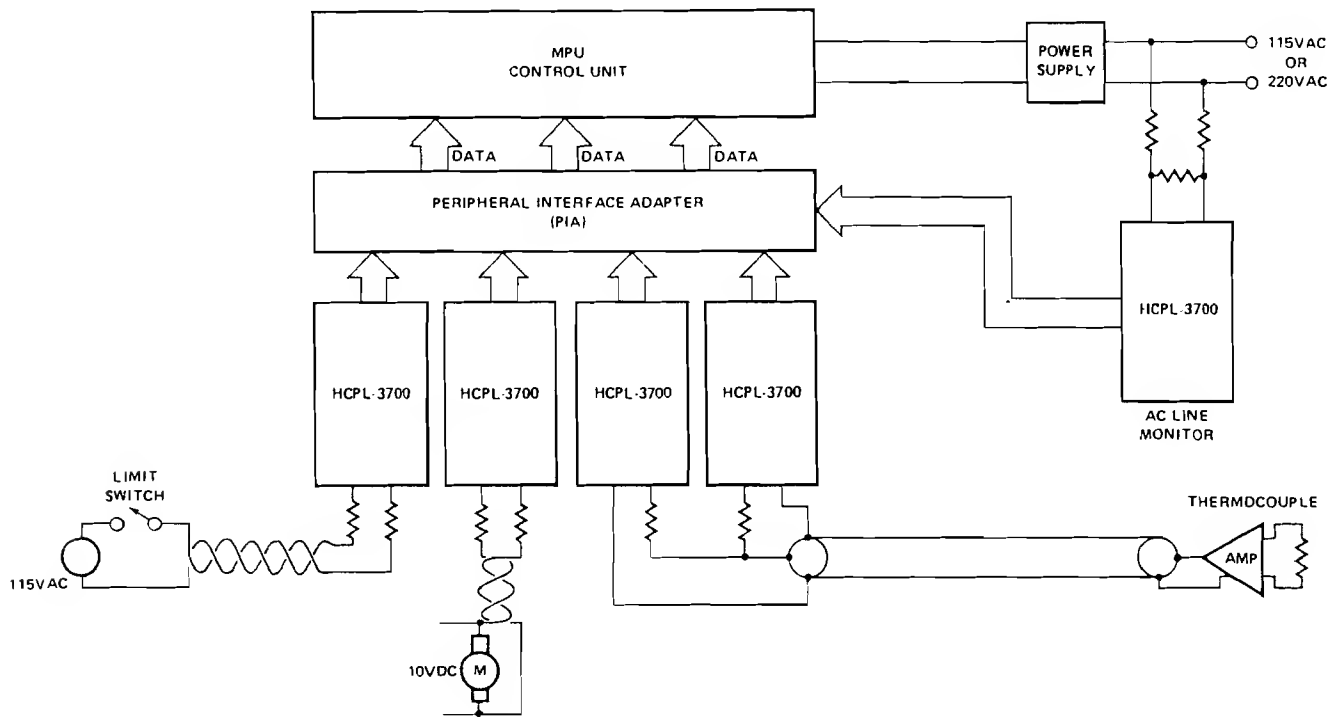 MPU
CONTROL UNIT
POWER
SUPPLY
115VAC
OR
220VAC
DATA
DATA
DATA
PERIPHERAL INTERFACE ADAPTER
(PIA)
HCPL-3700
HCPL-3700
HCPL-3700
HCPL-3700
HCPL-3700
AC LINE
MONITOR
LIMIT
SWITCH
115VAC
THERMOCOUPLE
AMP
10VDC
M